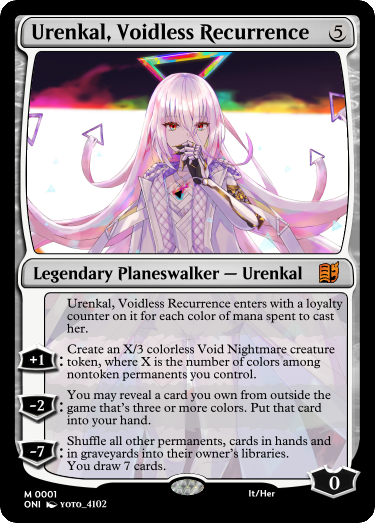 Urenkal, Voidless Recurrence 5
Legendary Planeswalker — Urenkal
Urenkal, Voidless Recurrence enters with a loyalty
counter on it for each color of mana spent to cast
her.
+1: Create an X/3 colorless Void Nightmare creature
token, where X is the number of colors among
nontoken permanents you control.
-2: You may reveal a card you own from outside the
game that's three or more colors. Put that card
into your hand.
-7: Shuffle all other permanents, cards in hands and
in graveyards into their owner's libraries.
You draw 7 cards.
0
M 0001 It/Her
ONI YOTO_4102